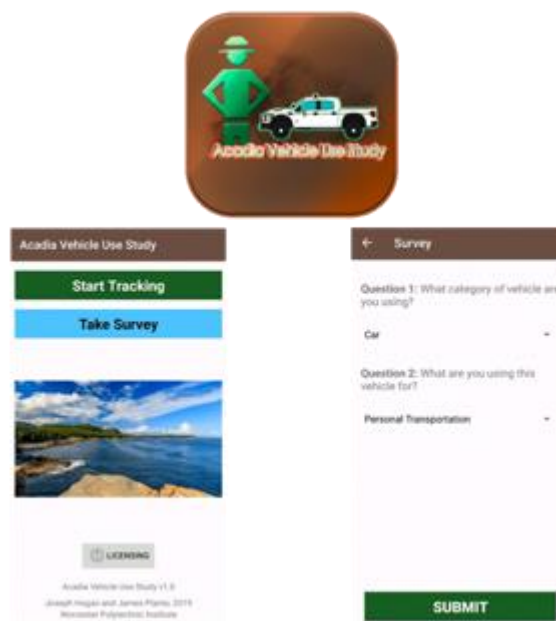 Acadia Vehicle Use Study
Acadia Vehicle Use Study
Start Tracking
Take Survey
LICENSING
Acadia Vehicle Use Study v1.0
Joseph Hogan and James Plante, 2019
Worcester Polytechnic Institute
Survey
Question 1: What category of vehicle are
you using?
Car
Question 2: What are you using this
vehicle for?
Personal Transportation
SUBMIT